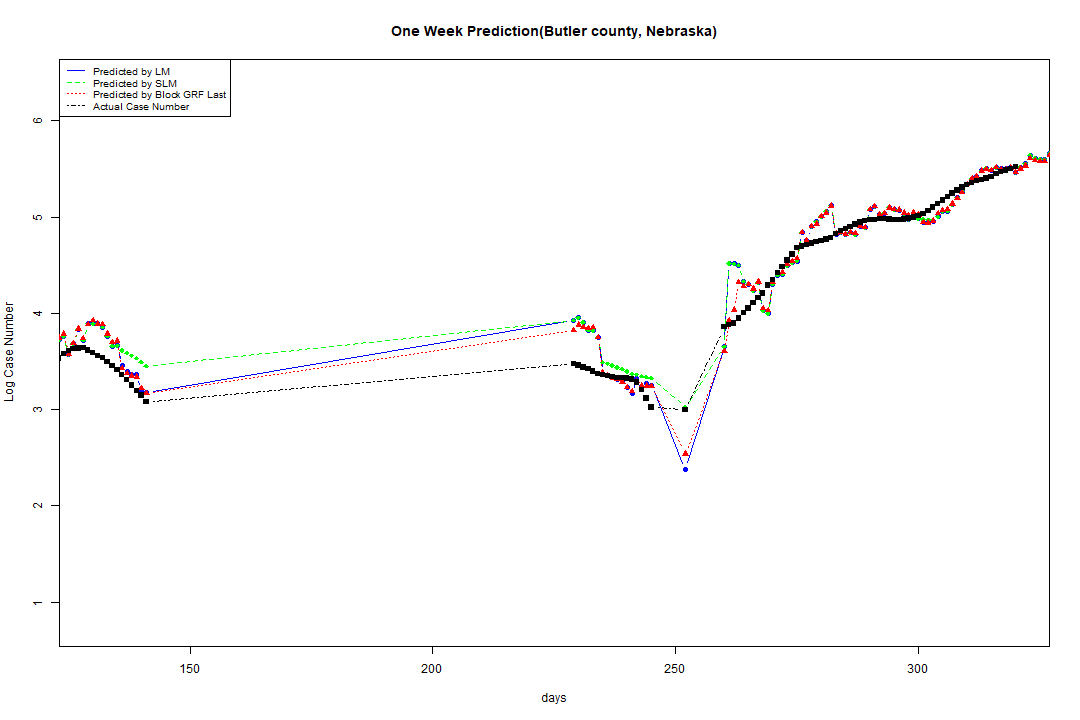 One Week Prediction(Butler county, Nebraska)
Predicted by LM
Predicted by SLM
Predicted by Block GRF Last
Actual Case Number
Log Case Number
6
5
4
3
2
1
150
200
250
300
days